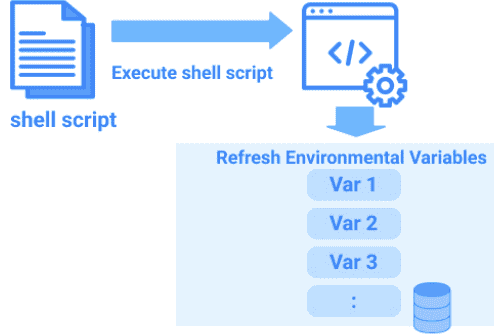 </>
Execute shell script
shell script
Refresh Environmental Variables
Var 1
Var 2
Var 3
: